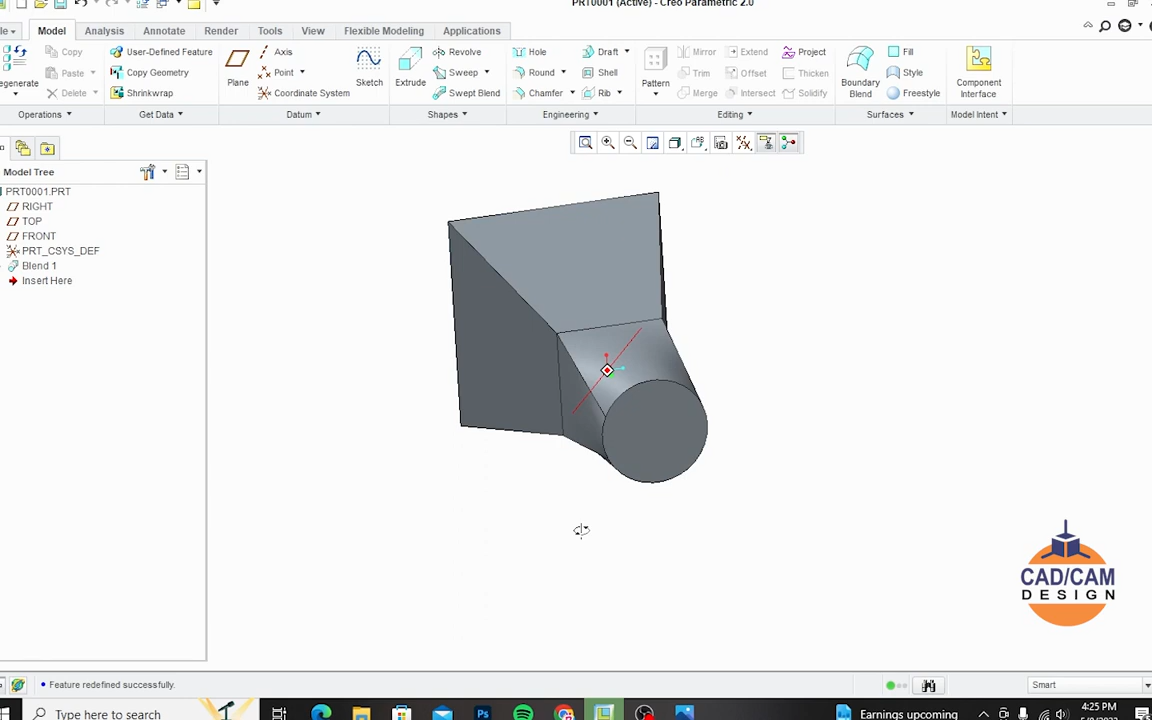 PRT0001 (Active) - Creo Parametric 2.0
Model Analysis Annotate Render Tools View Flexible Modeling Applications
Copy User-Defined Feature Axis Revolve Hole Draft Mirror Extend Project Fill
Paste Copy Geometry Point Sweep Round Shell Trim Offset Thicken Style
Delete Shrinkwrap Coordinate System Swept Blend Chamfer Rib Merge Intersect Solidify Freestyle
Plane Sketch Extrude Pattern Boundary Blend Component Interface
Operations Get Data Datum Shapes Engineering Editing Surfaces Model Intent
Model Tree
PRT0001.PRT
RIGHT
TOP
FRONT
PRT_CSYS_DEF
Blend 1
Insert Here
CAD/CAM
DESIGN
Feature redefined successfully.
Smart
Type here to search
Ps
Earnings upcoming
4:25 PM